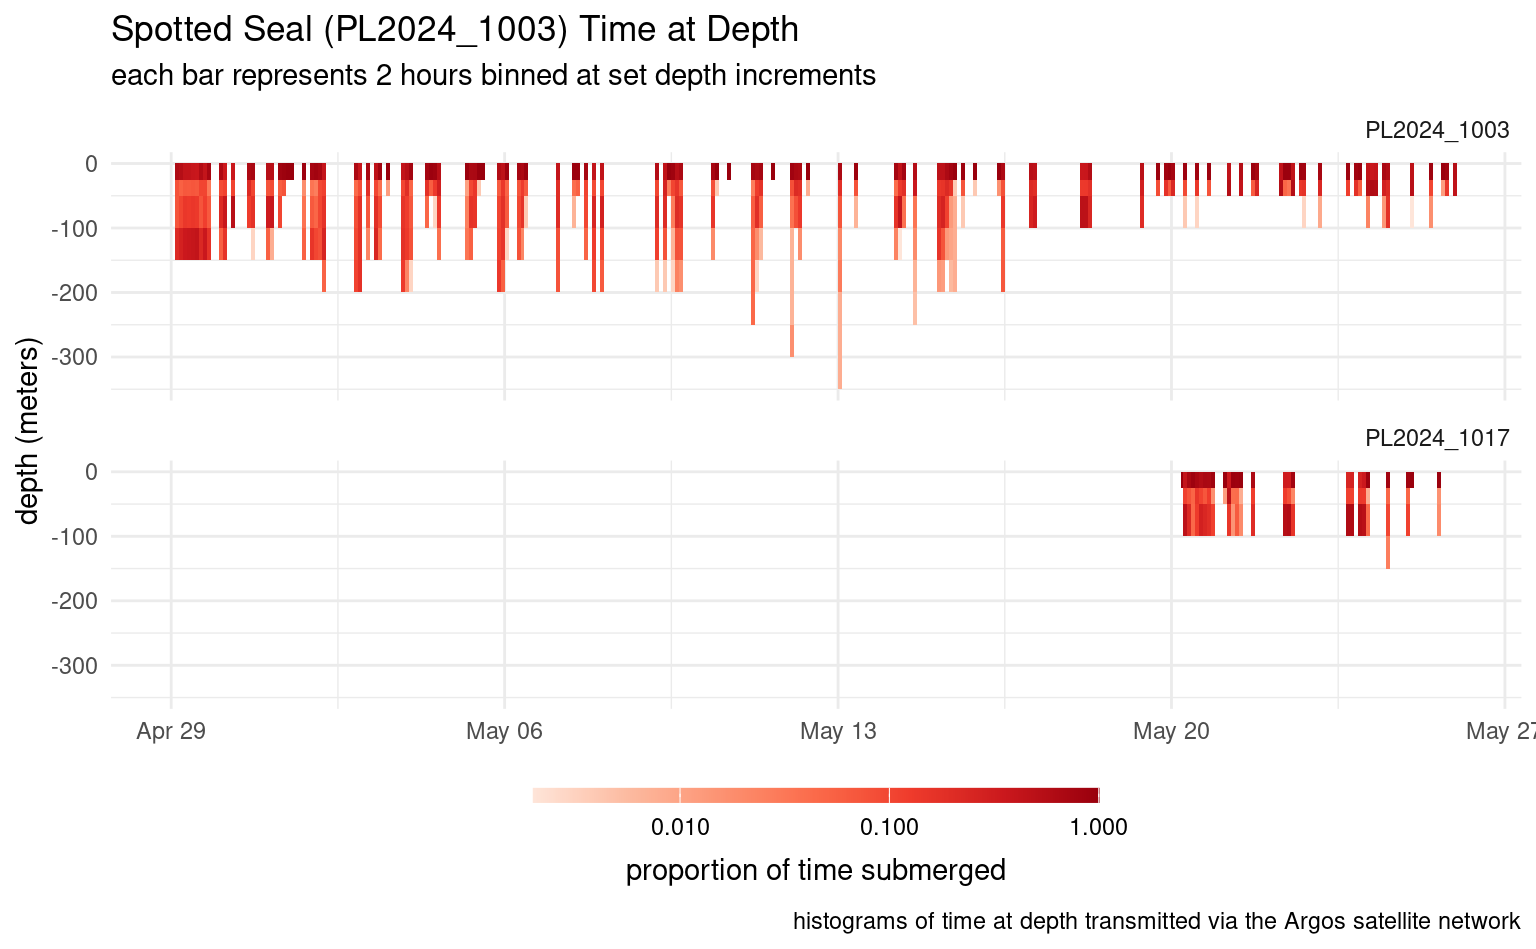 Spotted Seal (PL2024_1003) Time at Depth
each bar represents 2 hours binned at set depth increments
PL2024_1003
0
-100
-200
-300
depth (meters)
PL2024_1017
0
-100
-200
-300
Apr 29 May 06 May 13 May 20 May 27
0.010 0.100 1.000
proportion of time submerged
histograms of time at depth transmitted via the Argos satellite network